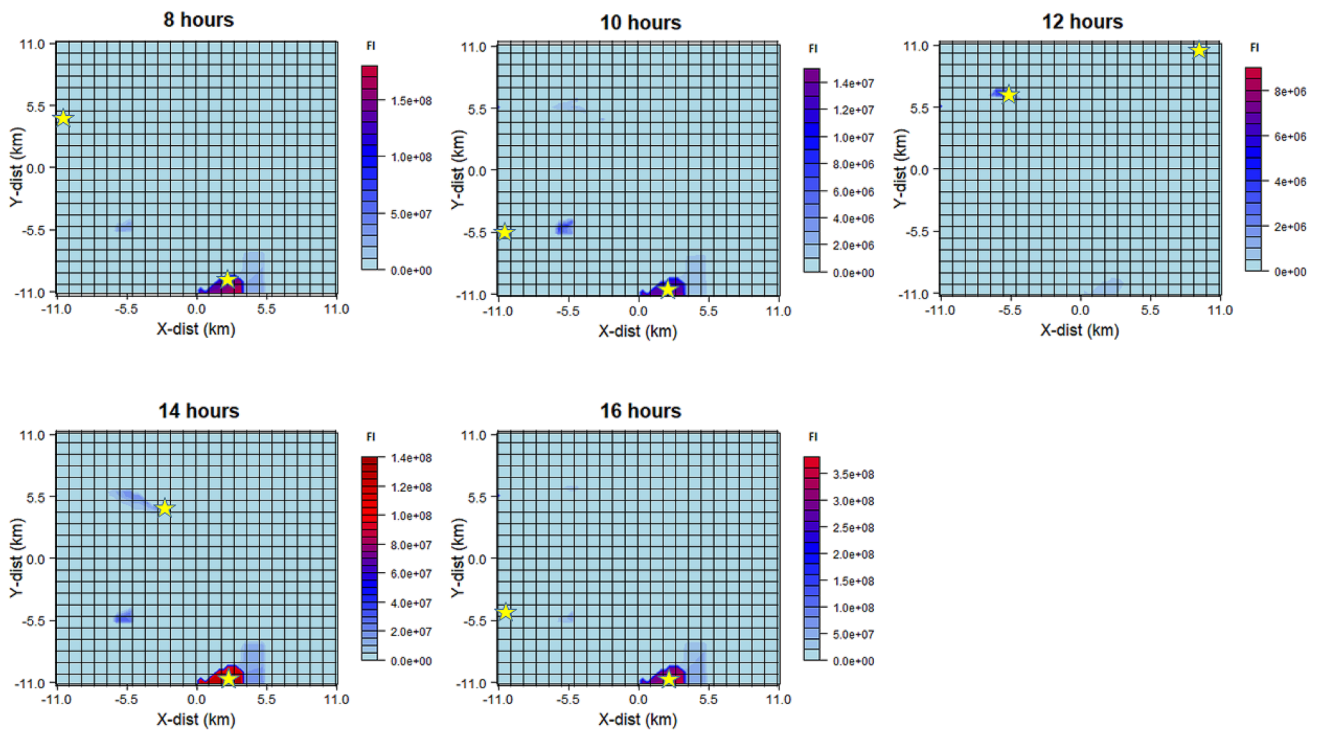 8 hours
FI
11.0
5.5
0.0
-5.5
-11.0
Y-dist (km)
-11.0 -5.5 0.0 5.5 11.0
X-dist (km)
1.5e+08
1.0e+08
5.0e+07
0.0e+00
10 hours
FI
11.0
5.5
0.0
-5.5
-11.0
Y-dist (km)
-11.0 -5.5 0.0 5.5 11.0
X-dist (km)
1.4e+07
1.2e+07
1.0e+07
8.0e+06
6.0e+06
4.0e+06
2.0e+06
0.0e+00
12 hours
FI
11.0
5.5
0.0
-5.5
-11.0
Y-dist (km)
-11.0 -5.5 0.0 5.5 11.0
X-dist (km)
8e+06
6e+06
4e+06
2e+06
0e+00
14 hours
FI
11.0
5.5
0.0
-5.5
-11.0
Y-dist (km)
-11.0 -5.5 0.0 5.5 11.0
X-dist (km)
1.4e+08
1.2e+08
1.0e+08
8.0e+07
6.0e+07
4.0e+07
2.0e+07
0.0e+00
16 hours
FI
11.0
5.5
0.0
-5.5
-11.0
Y-dist (km)
-11.0 -5.5 0.0 5.5 11.0
X-dist (km)
3.5e+08
3.0e+08
2.5e+08
2.0e+08
1.5e+08
1.0e+08
5.0e+07
0.0e+00